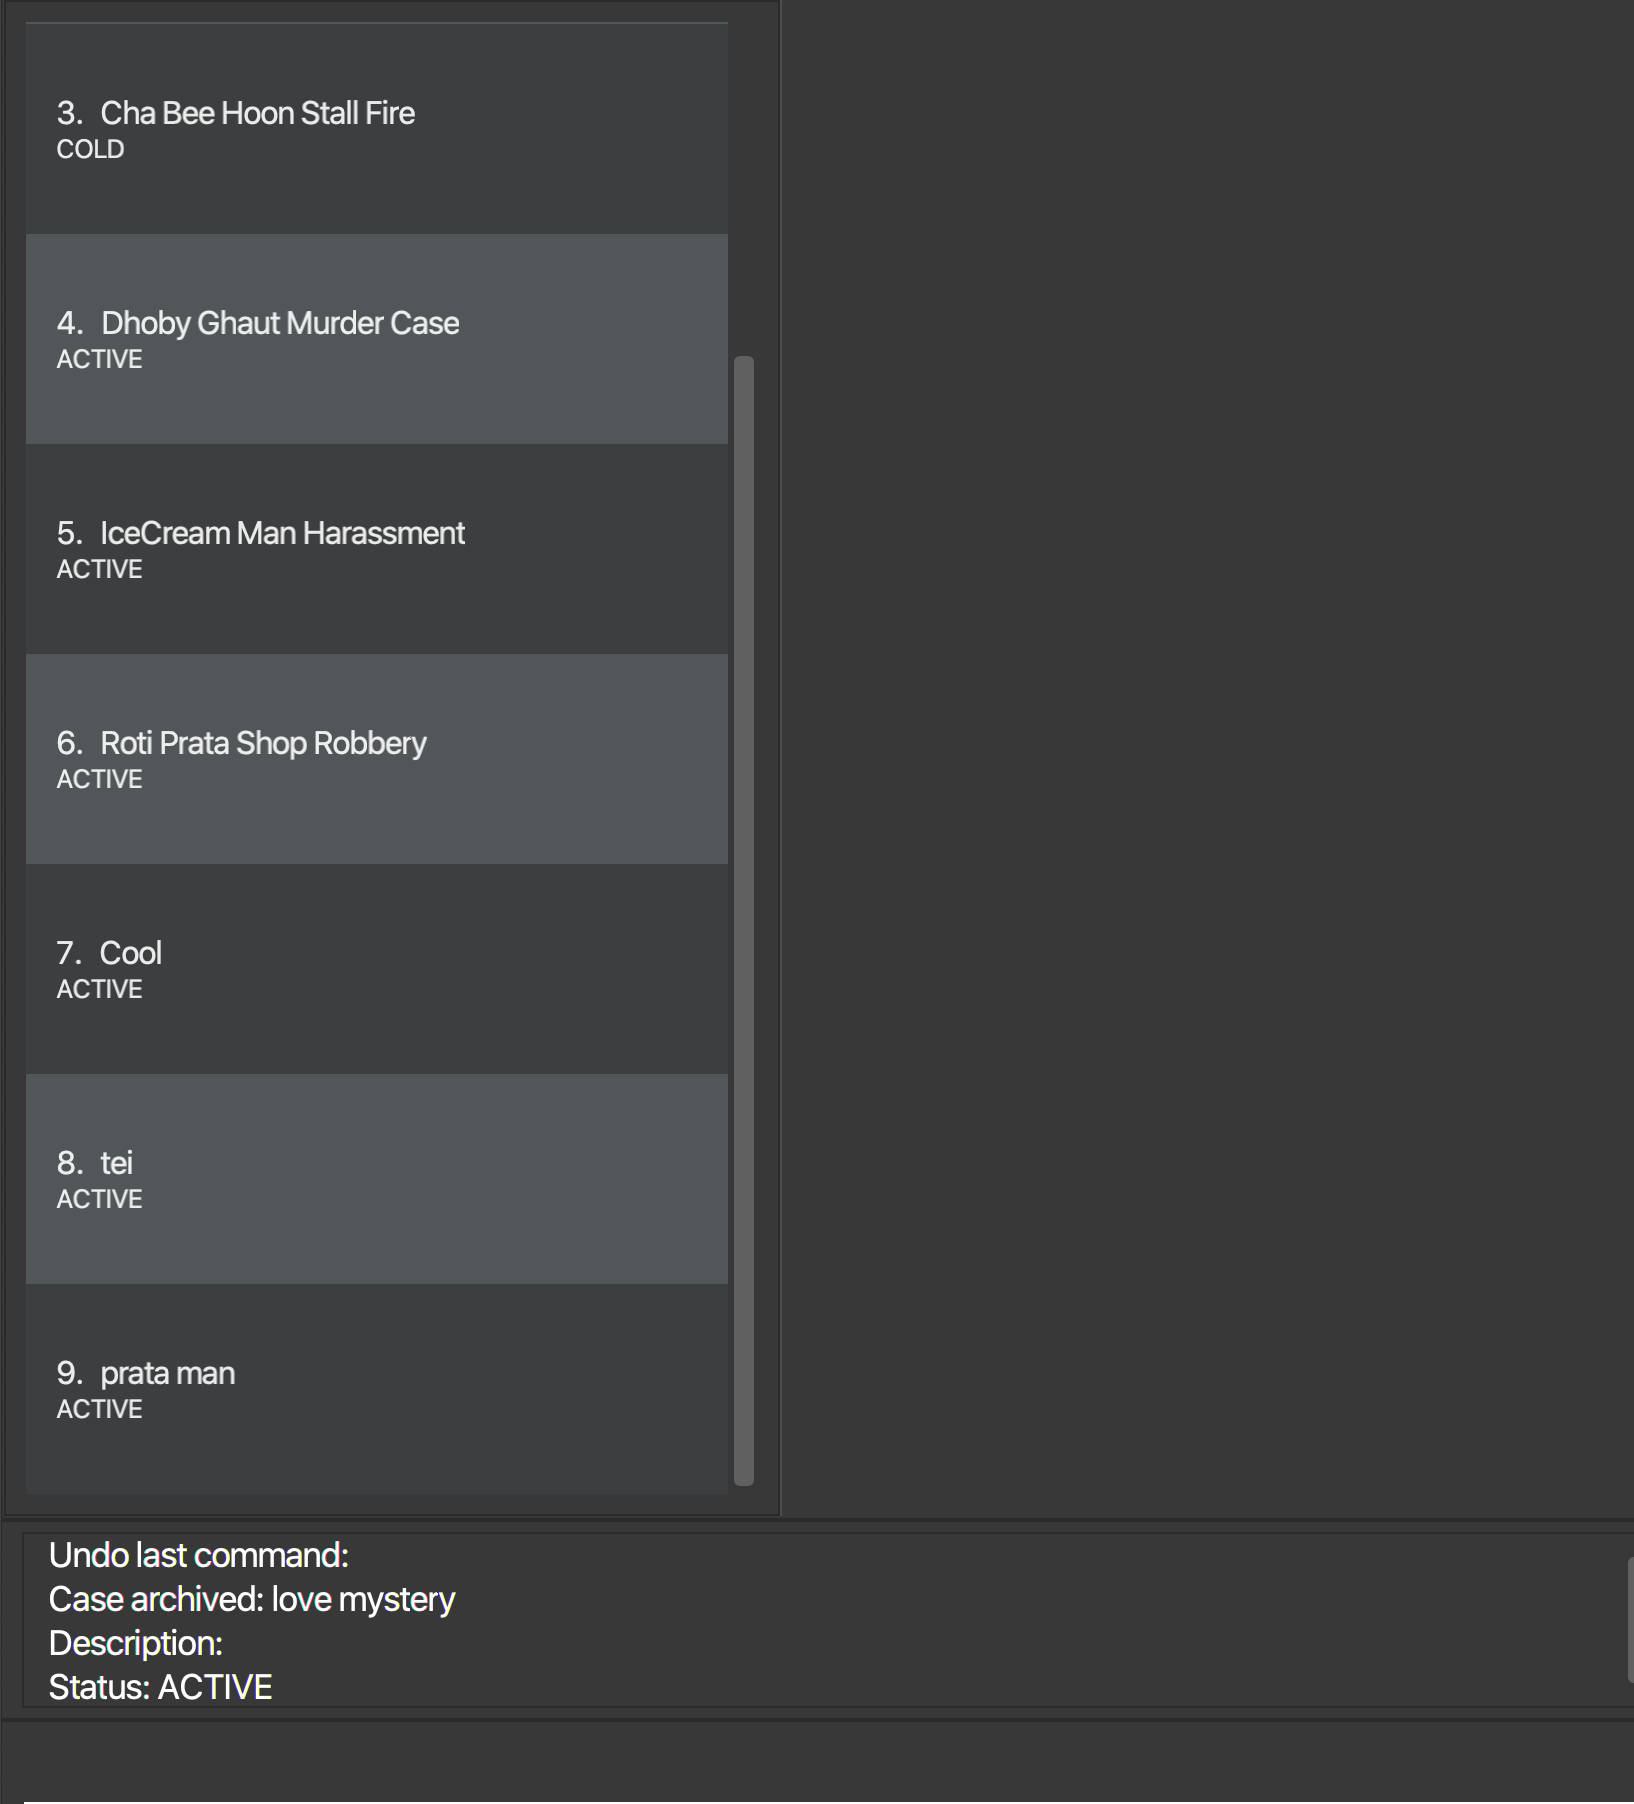 3. Cha Bee Hoon Stall Fire
COLD
4. Dhoby Ghaut Murder Case
ACTIVE
5. IceCream Man Harassment
ACTIVE
6. Roti Prata Shop Robbery
ACTIVE
7. Cool
ACTIVE
8. tei
ACTIVE
9. prata man
ACTIVE
Undo last command:
Case archived: love mystery
Description:
Status: ACTIVE